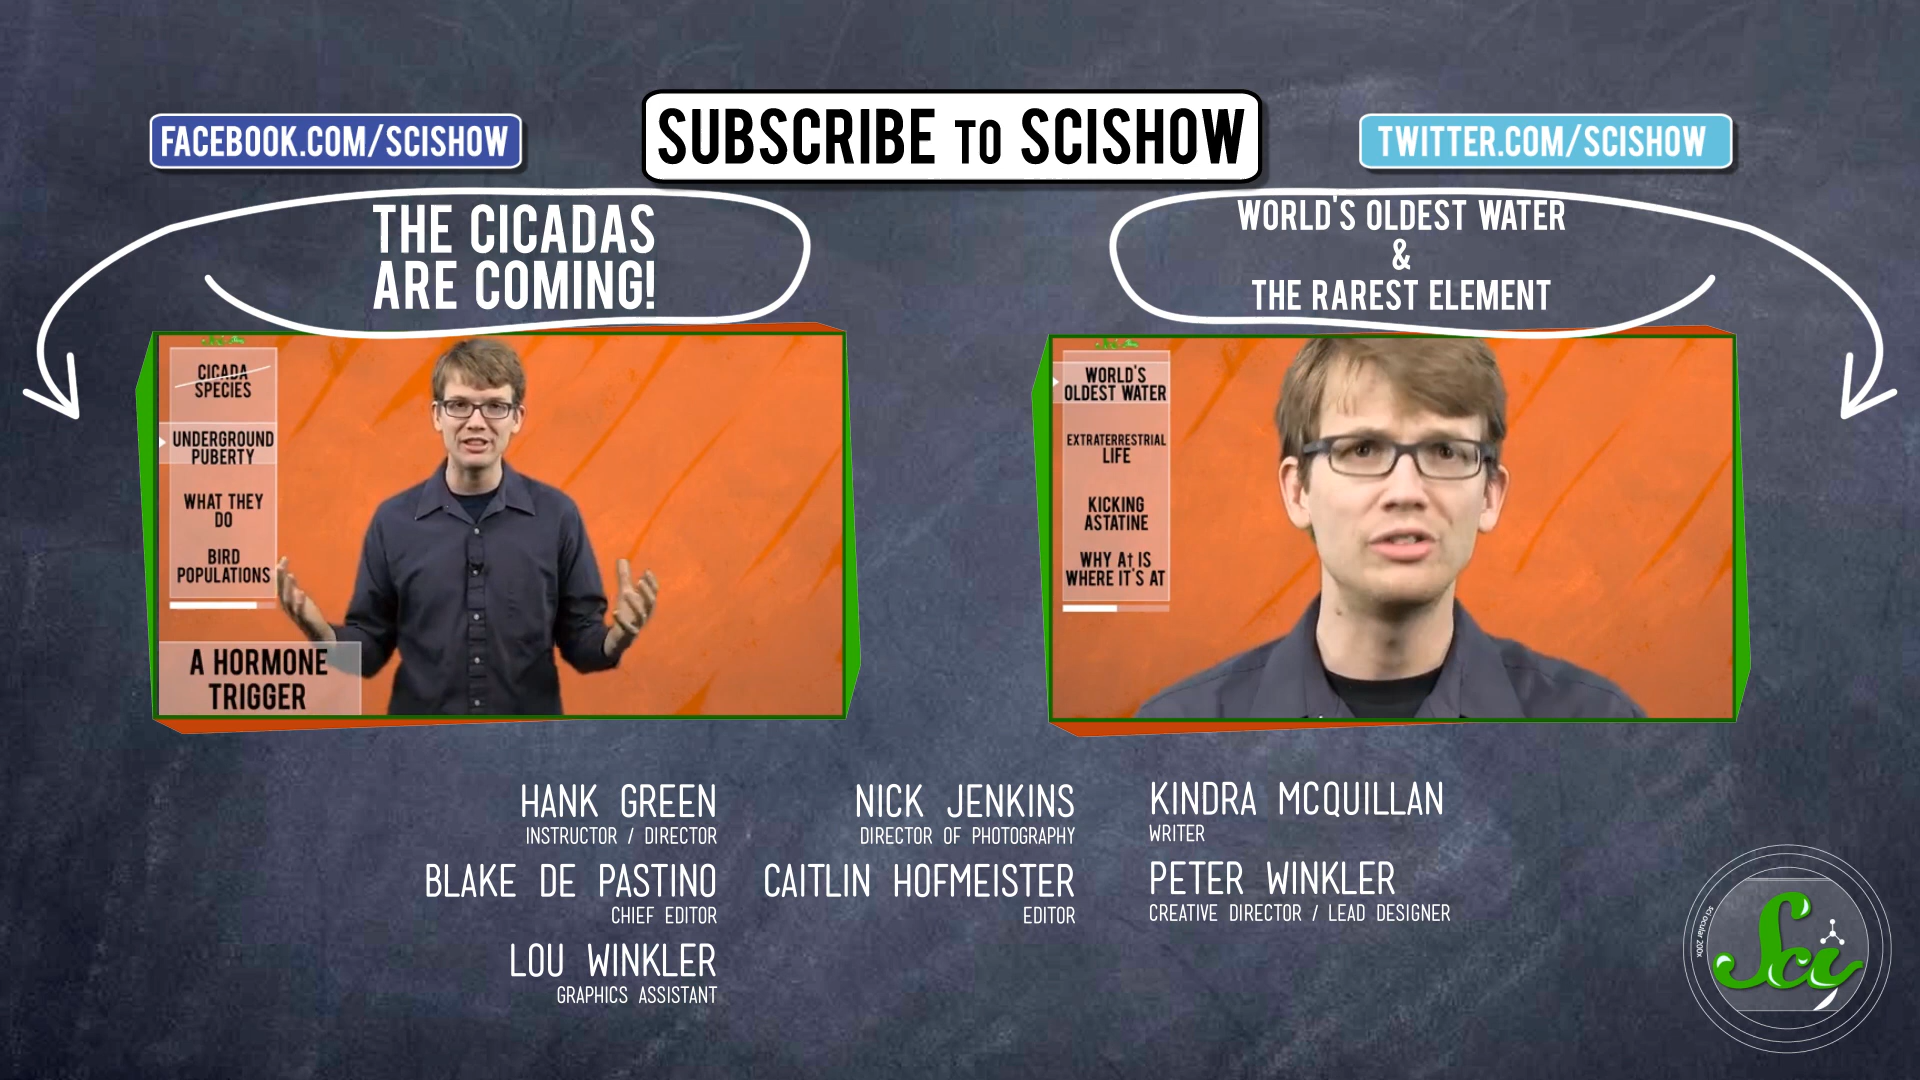 FACEBOOK.COM/SCISHOW
SUBSCRIBE TO SCISHOW
TWITTER.COM/SCISHOW
THE CICADAS
ARE COMING!
WORLD'S OLDEST WATER
&
THE RAREST ELEMENT
CICADA
SPECIES
UNDERGROUND
PUBERTY
WHAT THEY
DO
BIRD
POPULATIONS
A HORMONE
TRIGGER
WORLD'S
OLDEST WATER
EXTRATERRESTRIAL
LIFE
KICKING
ASTATINE
WHY At IS
WHERE IT'S AT
HANK GREEN
INSTRUCTOR / DIRECTOR
BLAKE DE PASTINO
CHIEF EDITOR
LOU WINKLER
GRAPHICS ASSISTANT
NICK JENKINS
DIRECTOR OF PHOTOGRAPHY
CAITLIN HOFMEISTER
EDITOR
KINDRA MCQUILLAN
WRITER
PETER WINKLER
CREATIVE DIRECTOR / LEAD DESIGNER
Sci
sci ocular 200x